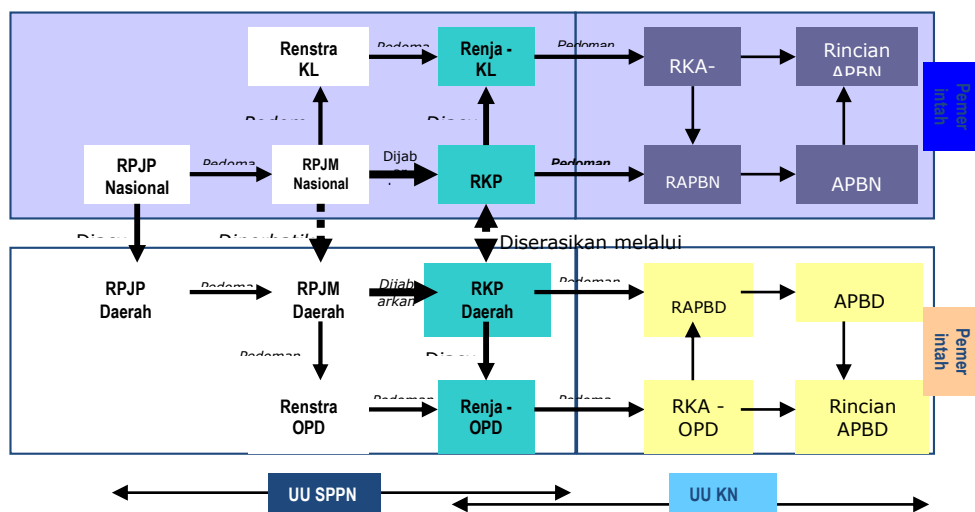 Renstra
KL
Pedoma
Renja -
KL
Pedoman
RKA-
Rincian
APBN
Pemer
intah
RPJP
Nasional
Pedoma
RPJM
Nasional
Dijab
RKP
Pedoman
RAPBN
APBN
Diserasikan melalui
RPJP
Daerah
Pedoma
RPJM
Daerah
Dijab
arkan
RKP
Daerah
Pedoman
RAPBD
APBD
Pemer
intah
Pedoman
Renstra
OPD
Pedoman
Renja -
OPD
Pedoma
RKA -
OPD
Rincian
APBD
UU SPPN
UU KN